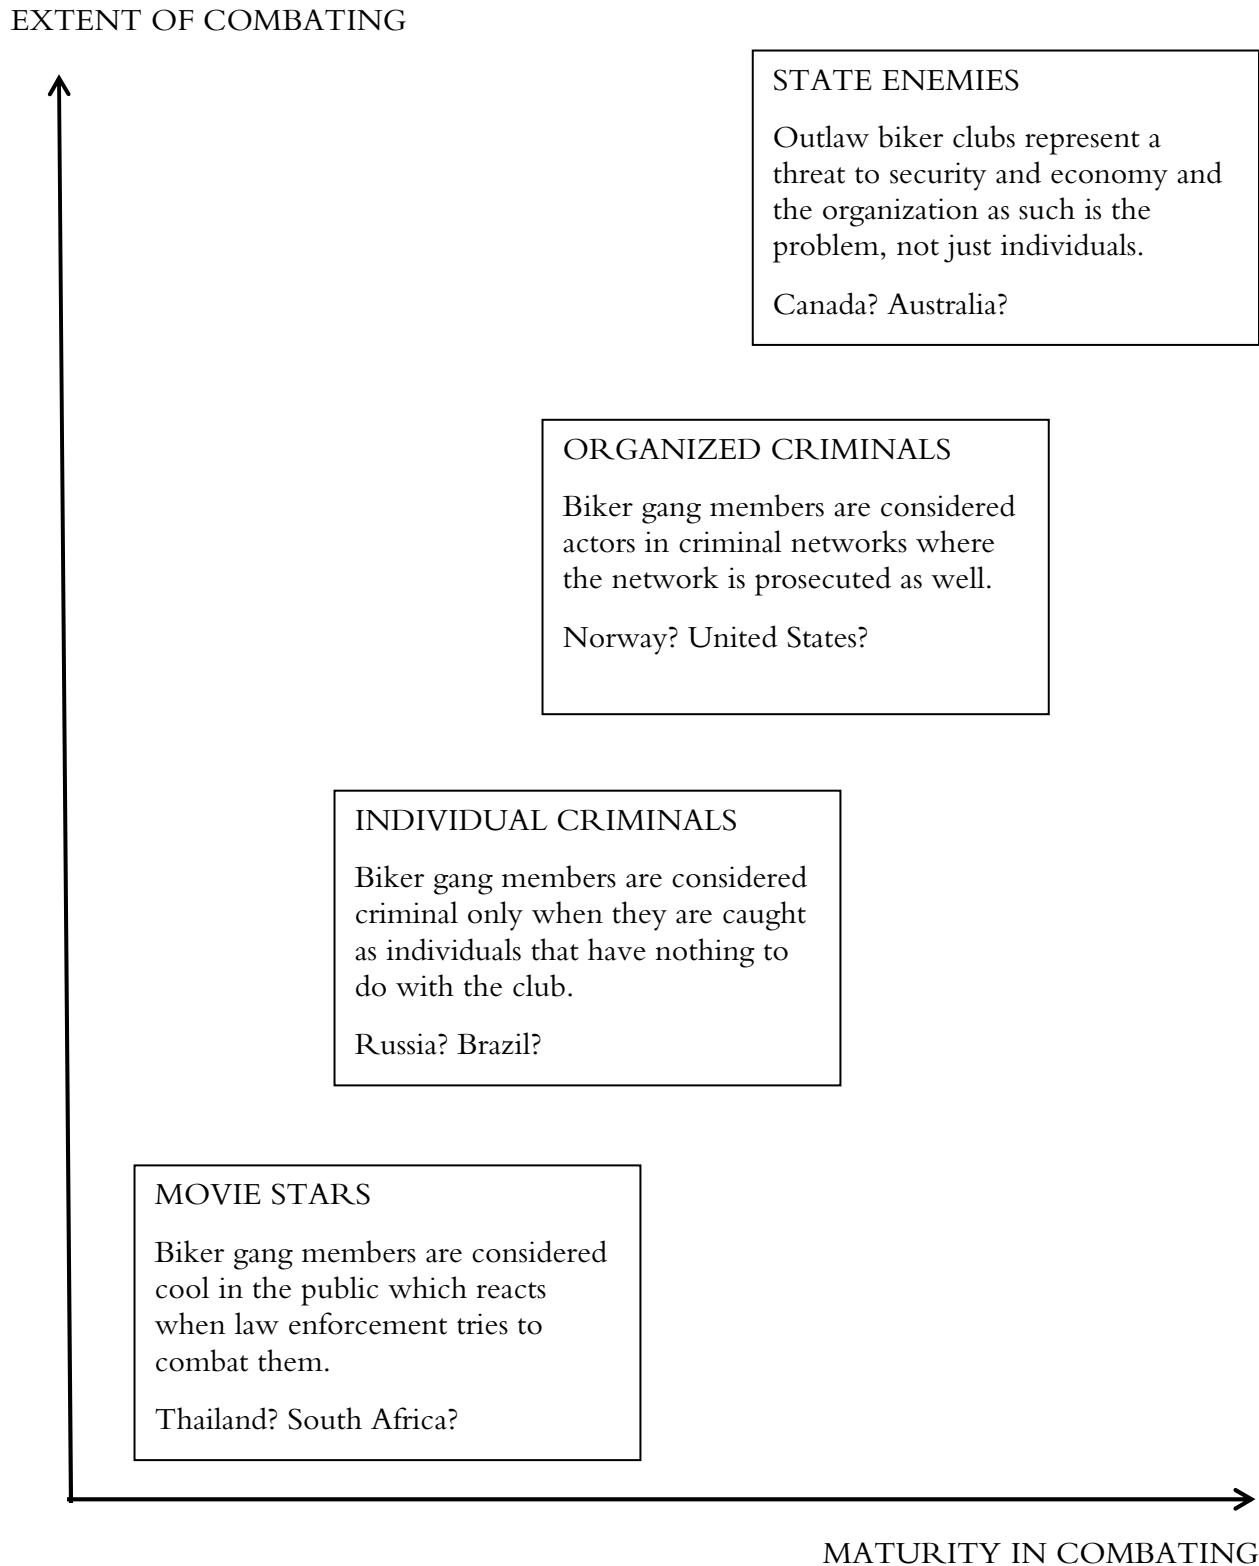 EXTENT OF COMBATING
STATE ENEMIES
Outlaw biker clubs represent a
threat to security and economy and
the organization as such is the
problem, not just individuals.
Canada? Australia?
ORGANIZED CRIMINALS
Biker gang members are considered
actors in criminal networks where
the network is prosecuted as well.
Norway? United States?
INDIVIDUAL CRIMINALS
Biker gang members are considered
criminal only when they are caught
as individuals that have nothing to
do with the club.
Russia? Brazil?
MOVIE STARS
Biker gang members are considered
cool in the public which reacts
when law enforcement tries to
combat them.
Thailand? South Africa?
MATURITY IN COMBATING